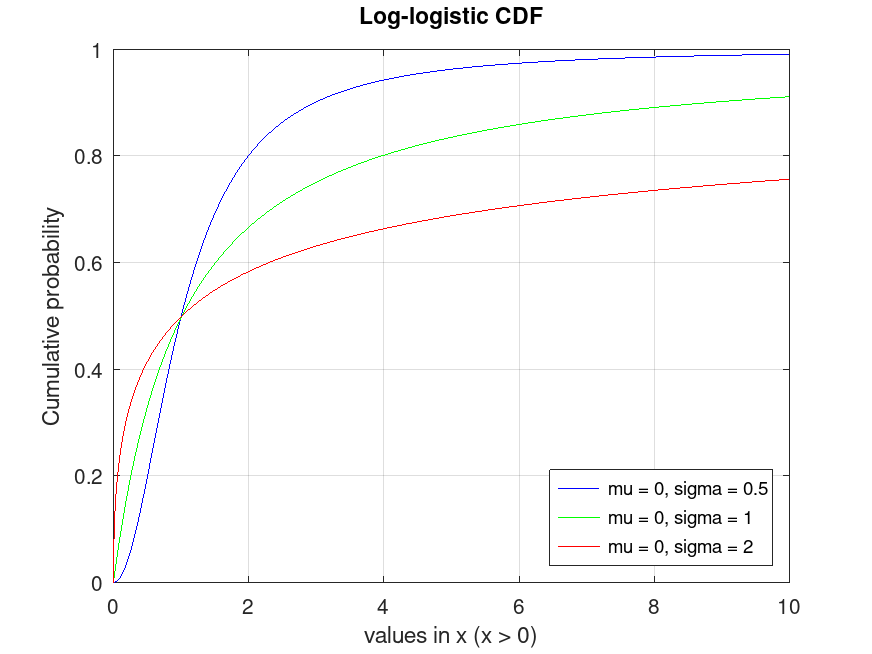 Log-logistic CDF
1
0.8
0.6
0.4
0.2
0
Cumulative probability
mu = 0, sigma = 0.5
mu = 0, sigma = 1
mu = 0, sigma = 2
0 2 4 6 8 10
values in x (x > 0)